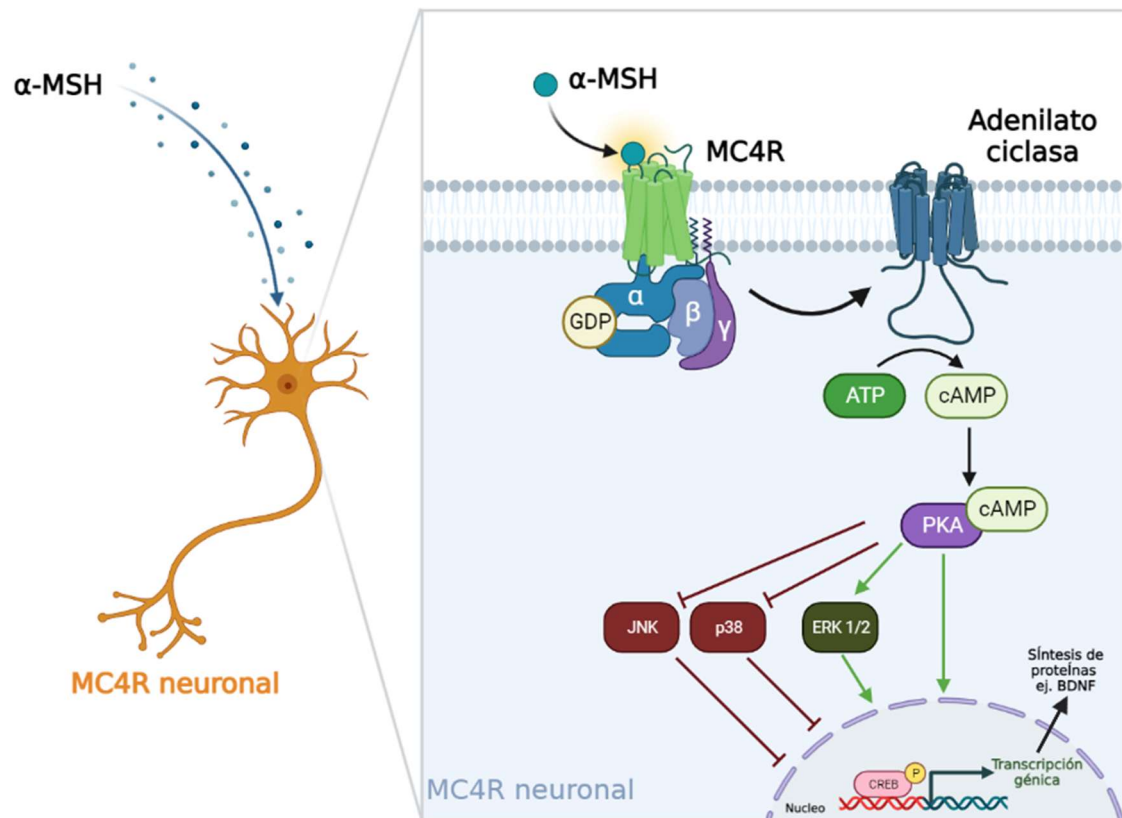 α-MSH
MC4R neuronal
α-MSH
MC4R
Adenilato
ciclasa
GDP
α
β
γ
ATP
cAMP
PKA
cAMP
JNK
p38
ERK 1/2
Síntesis de
proteínas
ej. BDNF
Transcripción
génica
CREB
P
Nucleo
MC4R neuronal